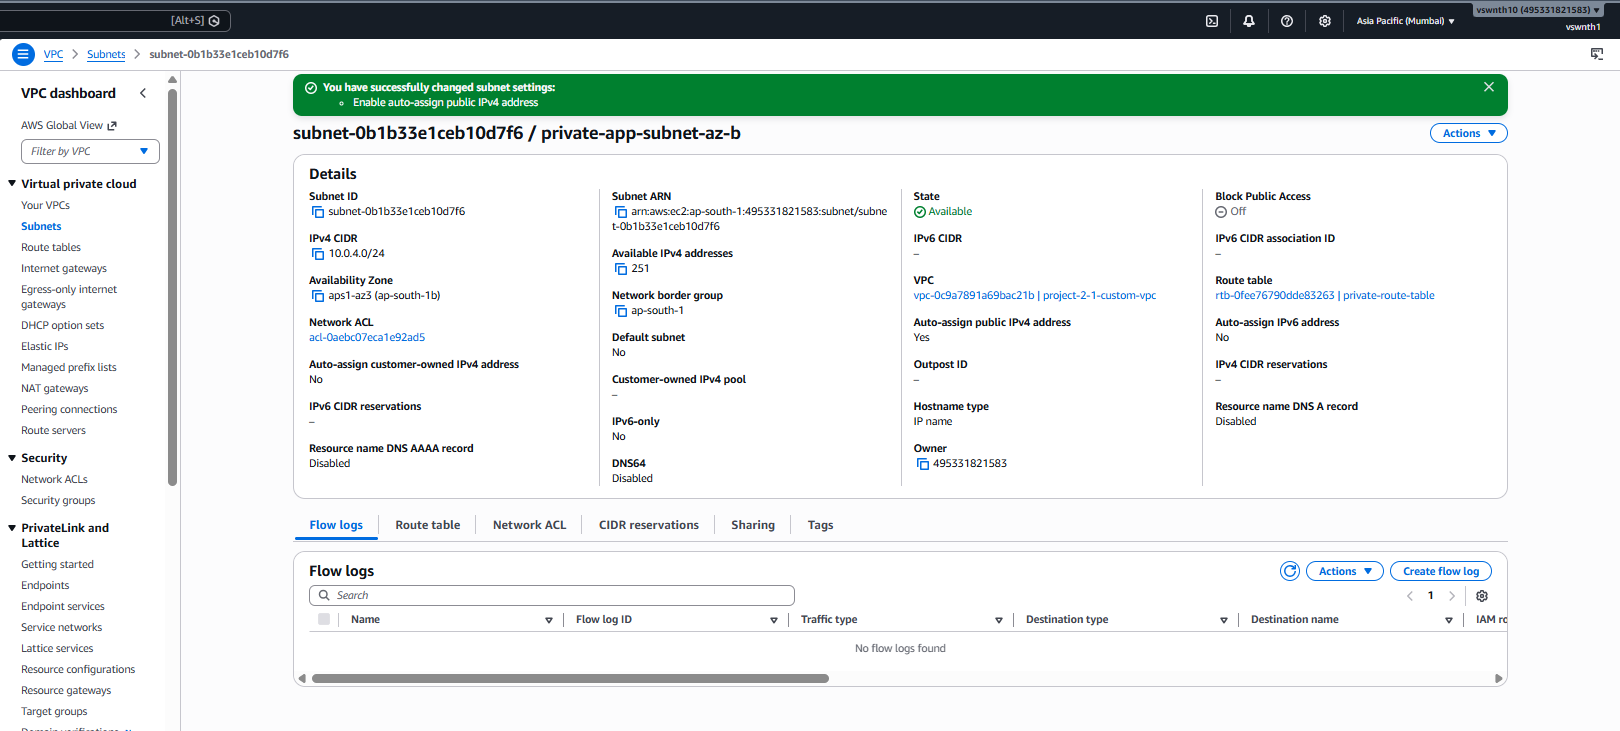 [Alt+S]
Asia Pacific (Mumbai)
vswnth10 (495331821583)
vswnth1
VPC
Subnets
subnet-0b1b33e1ceb10d7f6
VPC dashboard
AWS Global View
Filter by VPC
Virtual private cloud
Your VPCs
Subnets
Route tables
Internet gateways
Egress-only internet
gateways
DHCP option sets
Elastic IPs
Managed prefix lists
NAT gateways
Peering connections
Route servers
Security
Network ACLs
Security groups
PrivateLink and
Lattice
Getting started
Endpoints
Endpoint services
Service networks
Lattice services
Resource configurations
Resource gateways
Target groups
You have successfully changed subnet settings:
Enable auto-assign public IPv4 address
subnet-0b1b33e1ceb10d7f6 / private-app-subnet-az-b
Actions
Details
Subnet ID
subnet-0b1b33e1ceb10d7f6
IPv4 CIDR
10.0.4.0/24
Availability Zone
aps1-az3 (ap-south-1b)
Network ACL
acl-0aebc07eca1e92ad5
Auto-assign customer-owned IPv4 address
No
IPv6 CIDR reservations
–
Resource name DNS AAAA record
Disabled
Subnet ARN
arn:aws:ec2:ap-south-1:495331821583:subnet/subne
t-0b1b33e1ceb10d7f6
Available IPv4 addresses
251
Network border group
ap-south-1
Default subnet
No
Customer-owned IPv4 pool
–
IPv6-only
No
DNS64
Disabled
State
Available
IPv6 CIDR
–
VPC
vpc-0c9a7891a69bac21b | project-2-1-custom-vpc
Auto-assign public IPv4 address
Yes
Outpost ID
–
Hostname type
IP name
Owner
495331821583
Block Public Access
Off
IPv6 CIDR association ID
–
Route table
rtb-0fee76790dde83263 | private-route-table
Auto-assign IPv6 address
No
IPv4 CIDR reservations
–
Resource name DNS A record
Disabled
Flow logs
Route table
Network ACL
CIDR reservations
Sharing
Tags
Flow logs
Actions
Create flow log
Search
1
Name
Flow log ID
Traffic type
Destination type
Destination name
IAM ro
No flow logs found